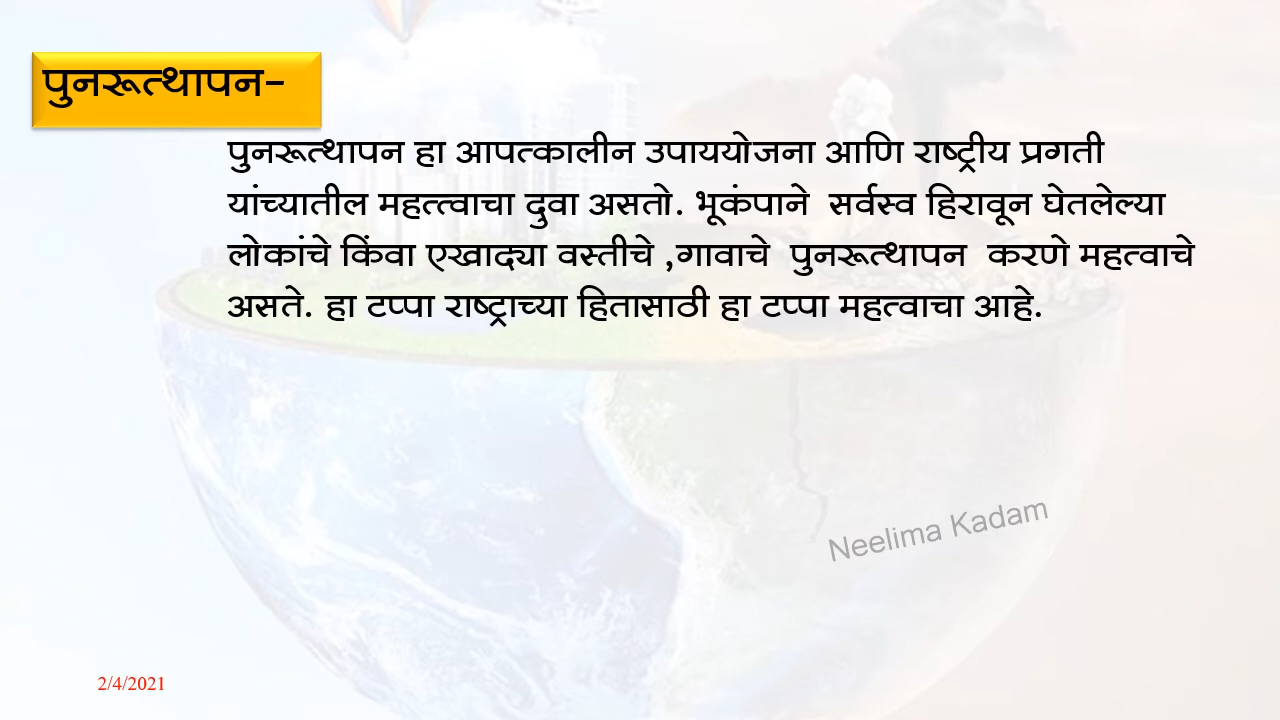 पुनरूत्थापन-
पुनरूत्थापन हा आपत्कालीन उपाययोजना आणि राष्ट्रीय प्रगती
यांच्यातील महत्त्वाचा दुवा असतो. भूकंपाने सर्वस्व हिरावून घेतलेल्या
लोकांचे किंवा एखाद्या वस्तीचे ,गावाचे पुनरूत्थापन करणे महत्वाचे
असते. हा टप्पा राष्ट्राच्या हितासाठी हा टप्पा महत्वाचा आहे.
Neelima Kadam
2/4/2021